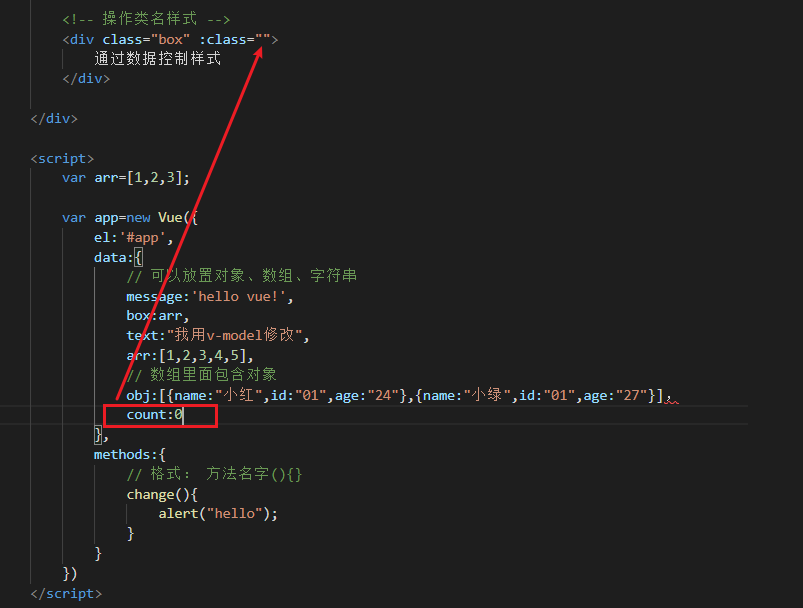 <!-- 操作类名样式 -->
<div class="box" :class="">
通过数据控制样式
</div>
</div>
<script>
var arr=[1,2,3];
var app=new Vue({
el:'#app',
data:{
// 可以放置对象、数组、字符串
message:'hello vue!',
box:arr,
text:"我用v-model修改",
arr:[1,2,3,4,5],
// 数组里面包含对象
obj:[{name:"小红",id:"01",age:"24"},{name:"小绿",id:"01",age:"27"}]，
count:0
},
methods:{
// 格式： 方法名字(){}
change(){
alert("hello");
}
}
})
</script>